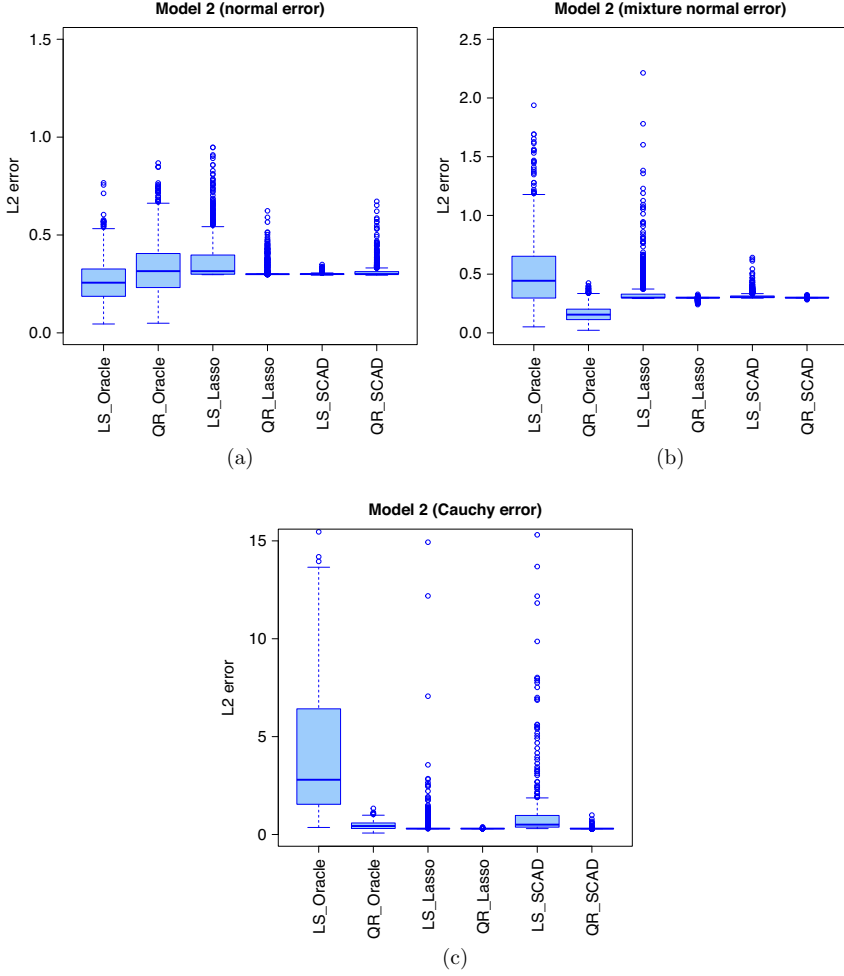 Model 2 (normal error)
1.5
1.0
0.5
0.0
L2 error
LS_Oracle
QR_Oracle
LS_Lasso
QR_Lasso
LS_SCAD
QR_SCAD
(a)
Model 2 (mixture normal error)
2.5
2.0
1.5
1.0
0.5
0.0
L2 error
LS_Oracle
QR_Oracle
LS_Lasso
QR_Lasso
LS_SCAD
QR_SCAD
(b)
Model 2 (Cauchy error)
15
10
5
0
L2 error
LS_Oracle
QR_Oracle
LS_Lasso
QR_Lasso
LS_SCAD
QR_SCAD
(c)